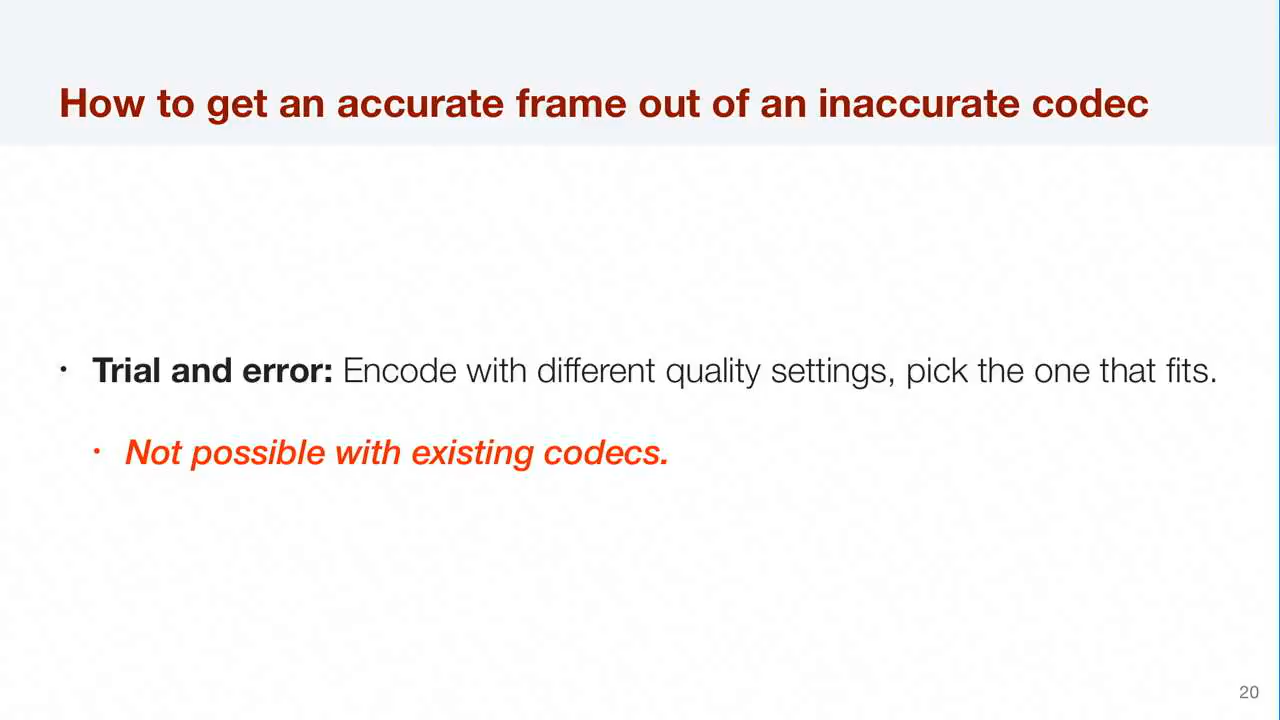 How to get an accurate frame out of an inaccurate codec
• Trial and error: Encode with different quality settings, pick the one that fits.
• Not possible with existing codecs.
20